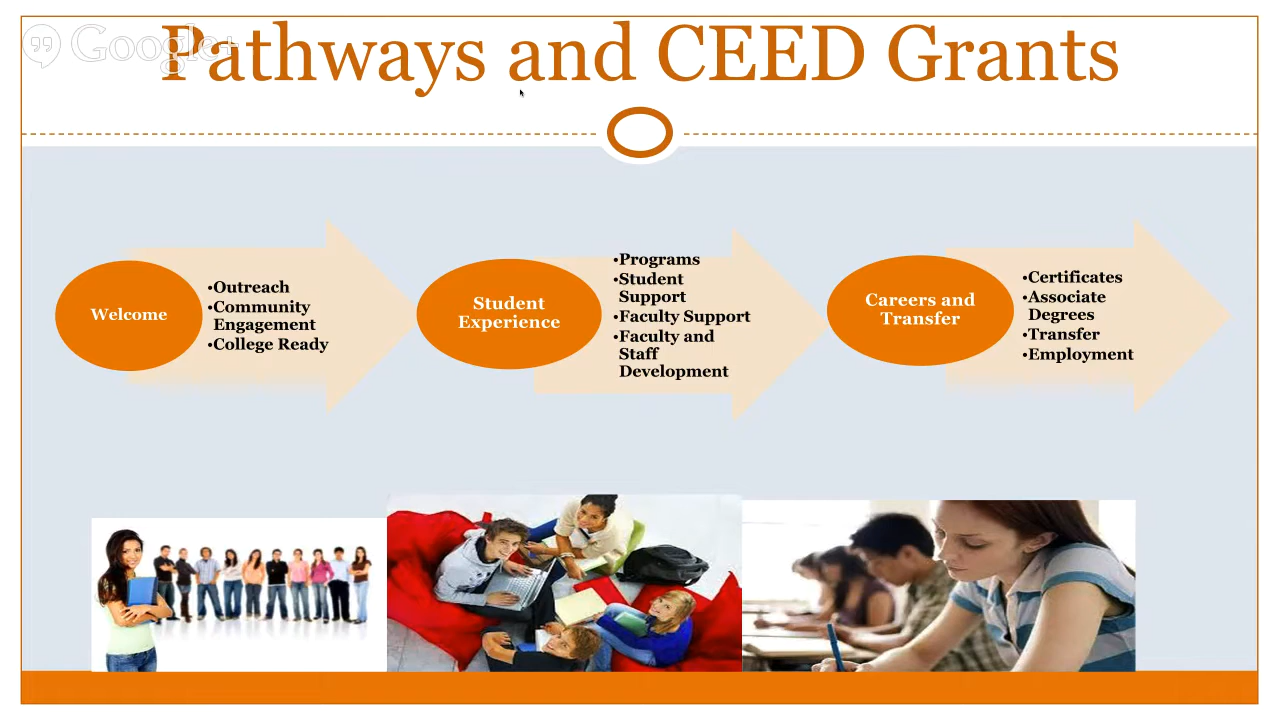 Google+
Pathways and CEED Grants
Welcome
•Outreach
•Community
Engagement
•College Ready
Student
Experience
•Programs
•Student
Support
•Faculty Support
•Faculty and
Staff
Development
Careers and
Transfer
•Certificates
•Associate
Degrees
•Transfer
•Employment